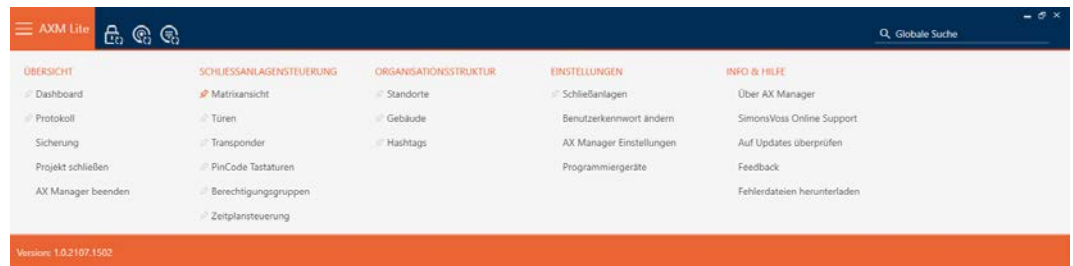 AXM Lite
Globale Suche
ÜBERSICHT
Dashboard
Protokoll
Sicherung
Projekt schließen
AX Manager beenden
SCHLIESSANLAGENSTEUERUNG
Matrixansicht
Türen
Transponder
PinCode Tastaturen
Berechtigungsgruppen
Zeitplansteuerung
ORGANISATIONSSTRUKTUR
Standorte
Gebäude
Hashtags
EINSTELLUNGEN
Schließanlagen
Benutzerkennwort ändern
AX Manager Einstellungen
Programmiergeräte
INFO & HILFE
Über AX Manager
SimonsVoss Online Support
Auf Updates überprüfen
Feedback
Fehlerdateien herunterladen
Version: 1.0.2107.1502